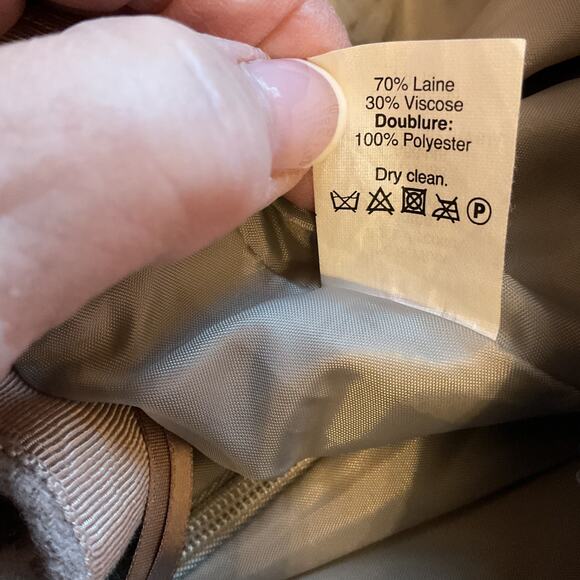 70% Laine
30% Viscose
Doublure:
100% Polyester
Dry clean.
P